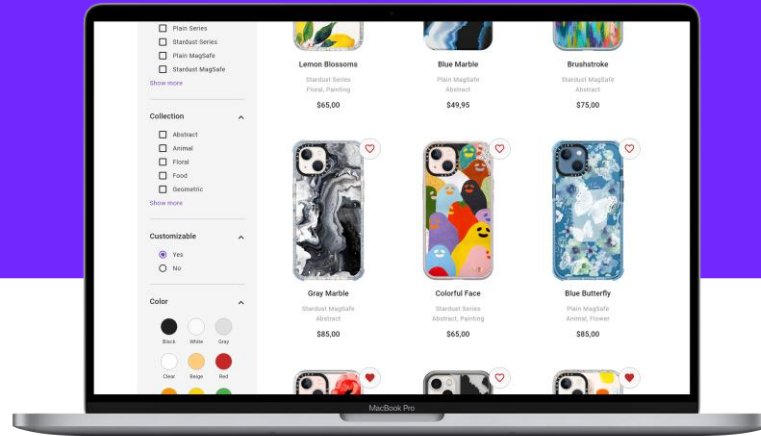 Plain Series
Stardust Series
Plain MagSafe
Stardust MagSafe
Show more
Collection
Abstract
Animal
Floral
Food
Geometric
Show more
Customizable
Yes
No
Color
Black
White
Gray
Clear
Beige
Red
Lemon Blossoms
Stardust Series
Floral, Painting
$65,00
Blue Marble
Plain MagSafe
Abstract
$49,95
Brushstroke
Stardust MagSafe
Abstract
$75,00
Gray Marble
Stardust MagSafe
Abstract
$85,00
Colorful Face
Stardust Series
Abstract, Painting
$65,00
Blue Butterfly
Plain MagSafe
Animal, Flower
$85,00
MacBook Pro